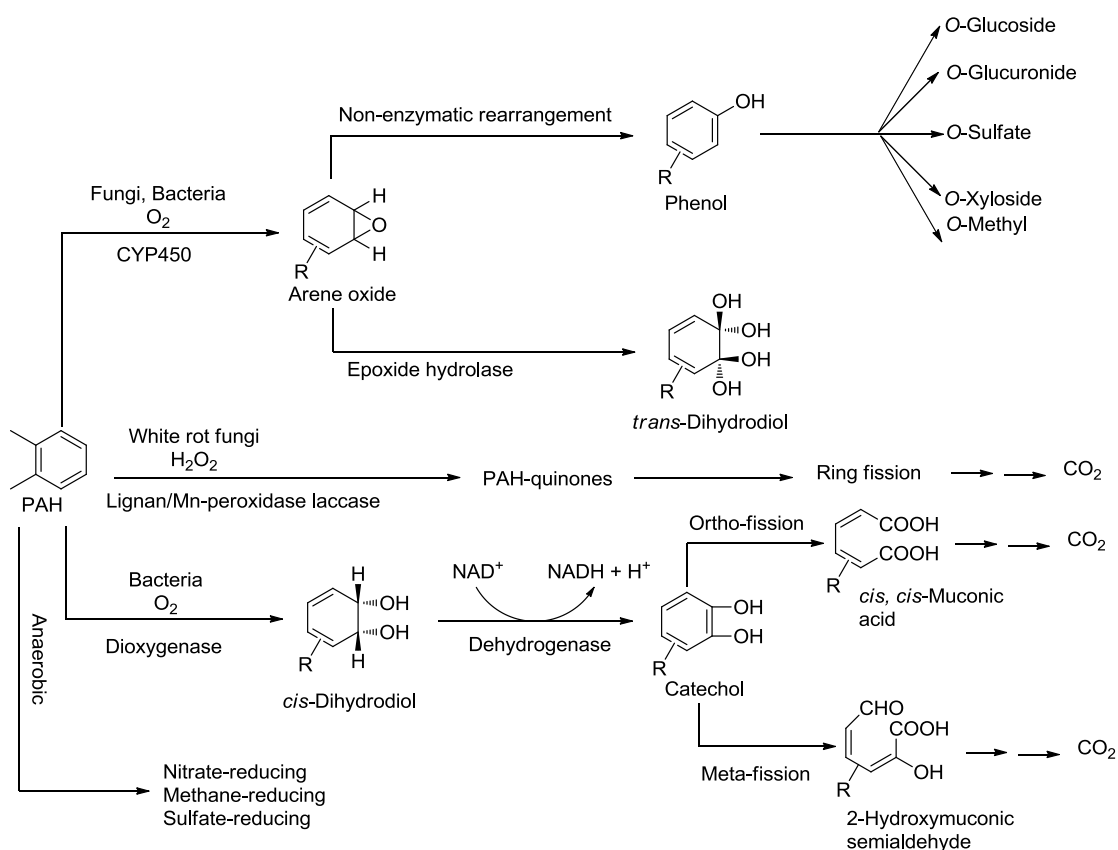 O-Glucoside
O-Glucuronide
O-Sulfate
O-Xyloside
O-Methyl
Non-enzymatic rearrangement
OH
R
Phenol
Fungi, Bacteria
O2
CYP450
H
O
H
R
Arene oxide
Epoxide hydrolase
OH
OH
OH
OH
R
trans-Dihydrodiol
PAH
White rot fungi
H2O2
Lignan/Mn-peroxidase laccase
PAH-quinones
Ring fission
CO2
Bacteria
O2
Dioxygenase
H
OH
OH
H
R
cis-Dihydrodiol
NAD+
NADH + H+
Dehydrogenase
OH
OH
R
Catechol
Ortho-fission
COOH
COOH
R
cis, cis-Muconic
acid
CO2
Meta-fission
CHO
COOH
OH
R
2-Hydroxymuconic
semialdehyde
CO2
Anaerobic
Nitrate-reducing
Methane-reducing
Sulfate-reducing